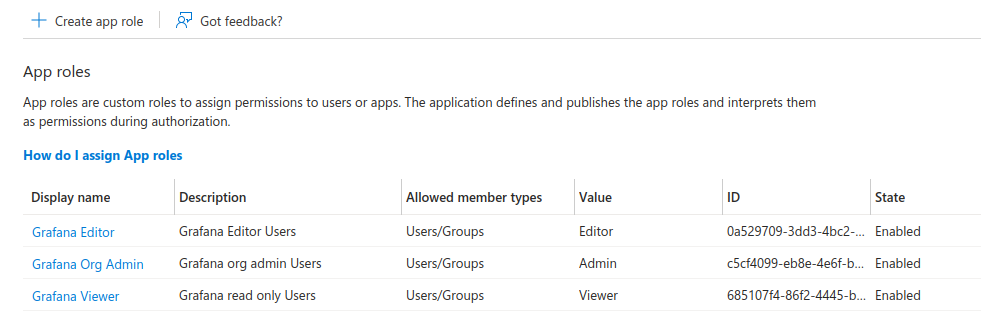 Create app role Got feedback?
App roles
App roles are custom roles to assign permissions to users or apps. The application defines and publishes the app roles and interprets them
as permissions during authorization.
How do I assign App roles
Display name Description Allowed member types Value ID State
Grafana Editor Grafana Editor Users Users/Groups Editor 0a529709-3dd3-4bc2-... Enabled
Grafana Org Admin Grafana org admin Users Users/Groups Admin c5cf4099-eb8e-4e6f-b... Enabled
Grafana Viewer Grafana read only Users Users/Groups Viewer 685107f4-86f2-4445-b... Enabled